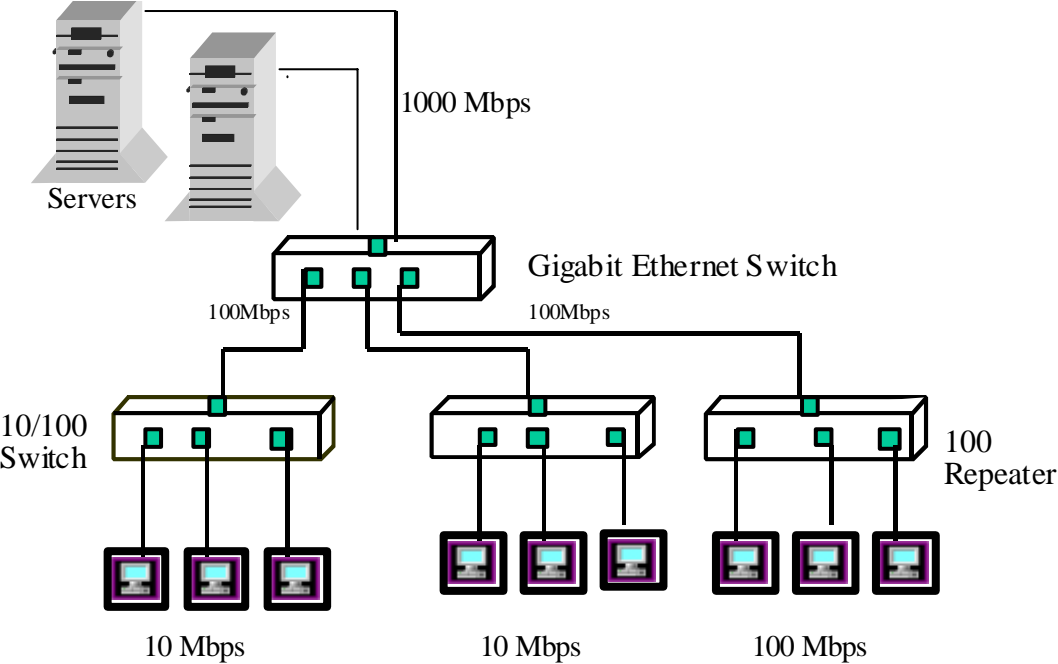 1000 Mbps
Servers
Gigabit Ethernet Switch
100Mbps
100Mbps
10/100
Switch
100
Repeater
10 Mbps
10 Mbps
100 Mbps